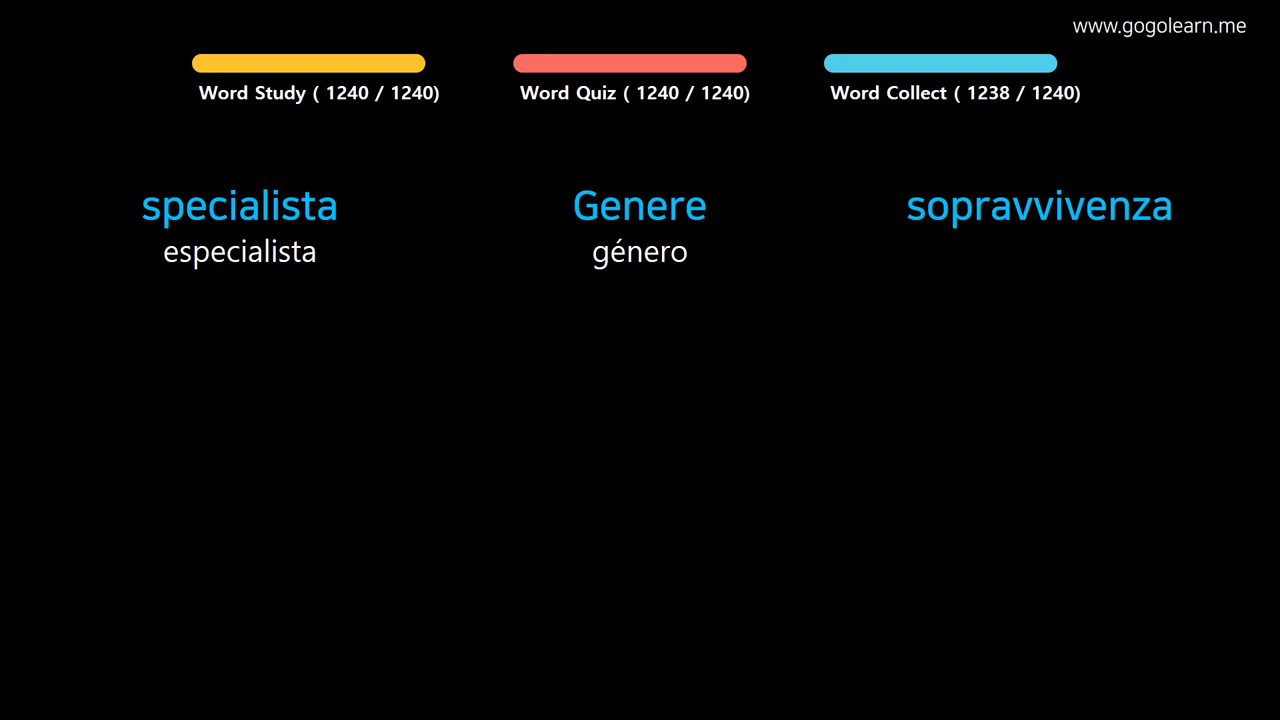 www.gogolearn.me
Word Study ( 1240 / 1240)
Word Quiz ( 1240 / 1240)
Word Collect ( 1238 / 1240)
specialista
Genere
sopravvivenza
especialista
género